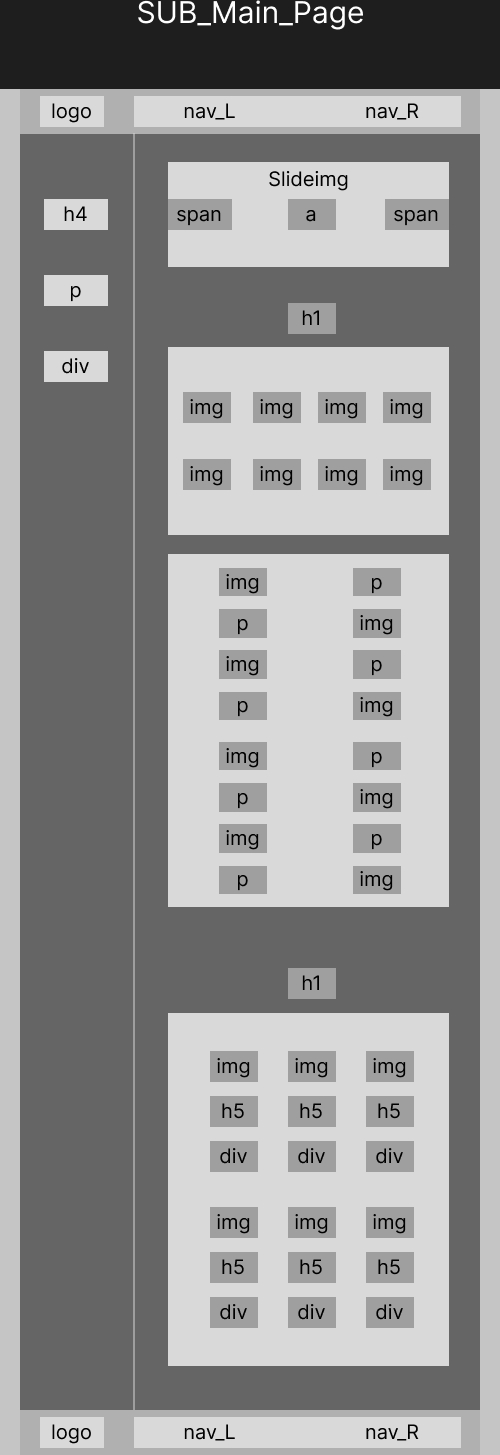 SUB_Main_Page
logo nav_L nav_R
Slideimg
h4 span a span
p
h1
div
img img img img
img img img img
img p
p img
img p
p img
img p
p img
img p
p img
h1
img img img
h5 h5 h5
div div div
img img img
h5 h5 h5
div div div
logo nav_L nav_R